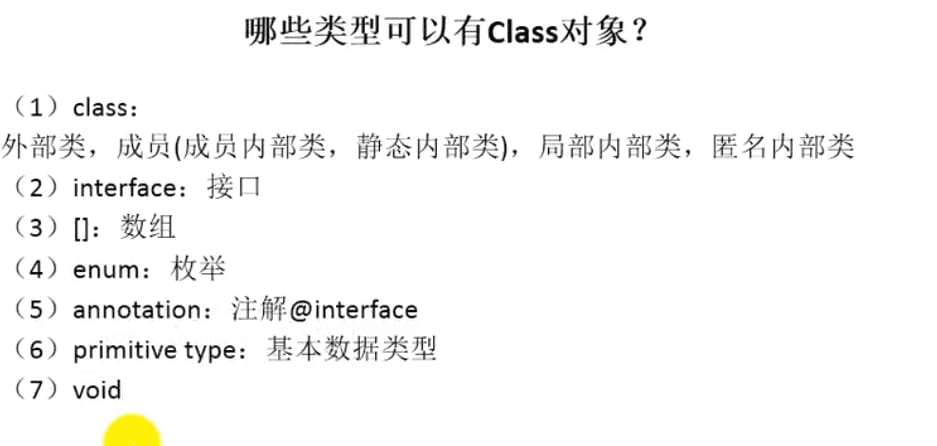 哪些类型可以有Class对象？
（1）class：
外部类，成员(成员内部类，静态内部类)，局部内部类，匿名内部类
（2）interface：接口
（3）[]：数组
（4）enum：枚举
（5）annotation：注解@interface
（6）primitive type：基本数据类型
（7）void